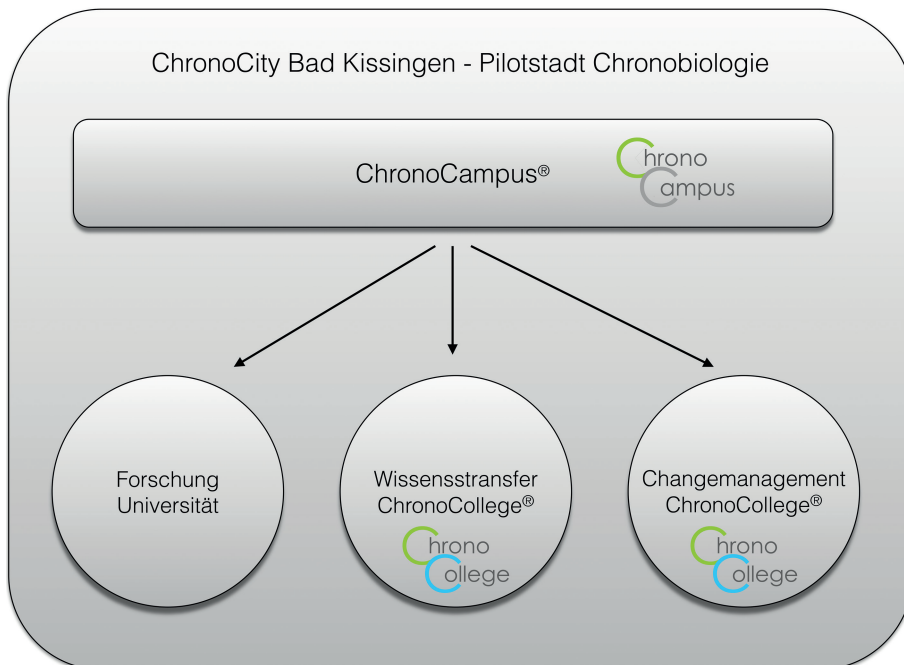 ChronoCity Bad Kissingen - Pilotstadt Chronobiologie
ChronoCampus®
Chrono
Campus
Forschung
Universität
Wissensstransfer
ChronoCollege®
Chrono
College
Changemanagement
ChronoCollege®
Chrono
College